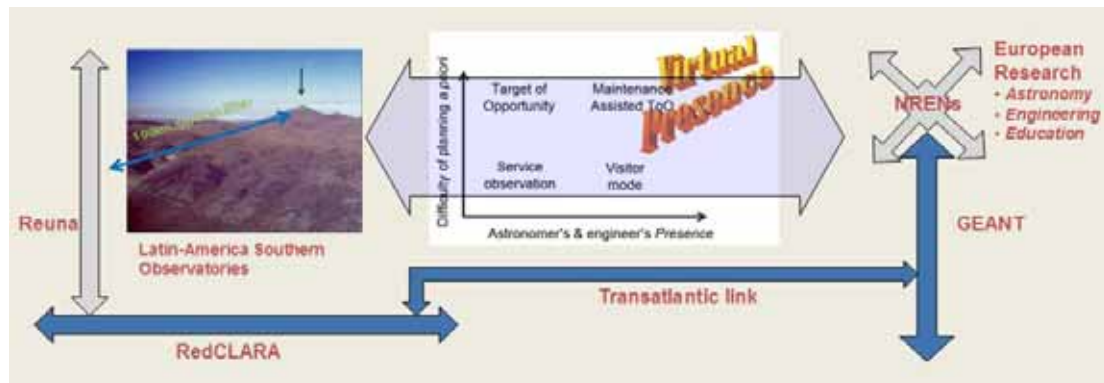 Reuna
Latin-America Southern
Observatories
Difficulty of planning a priori
Target of
Opportunity
Maintenance
Assisted ToO
Service
observation
Visitor
mode
Astronomer's & engineer's Presence
Virtual
Presence
NRENs
European
Research
• Astronomy
• Engineering
• Education
GEANT
Transatlantic link
RedCLARA